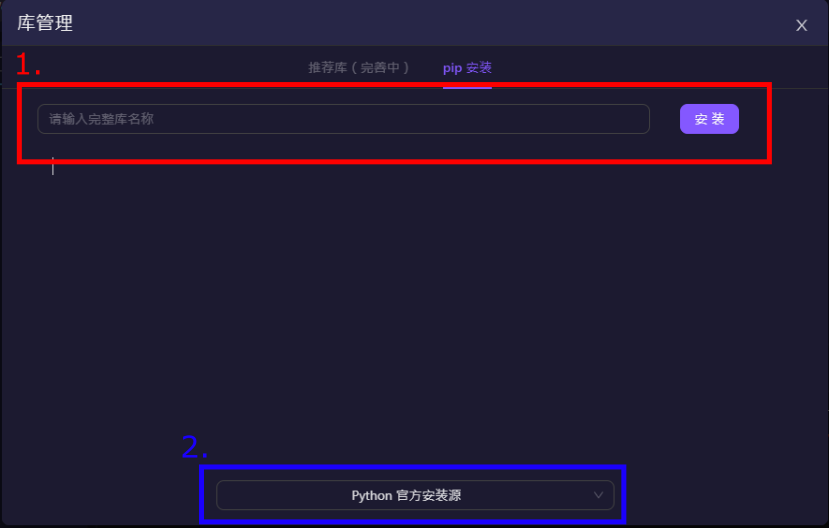 库管理
X
1.
推荐库（完善中） pip 安装
请输入完整库名称 安 装
2.
Python 官方安装源